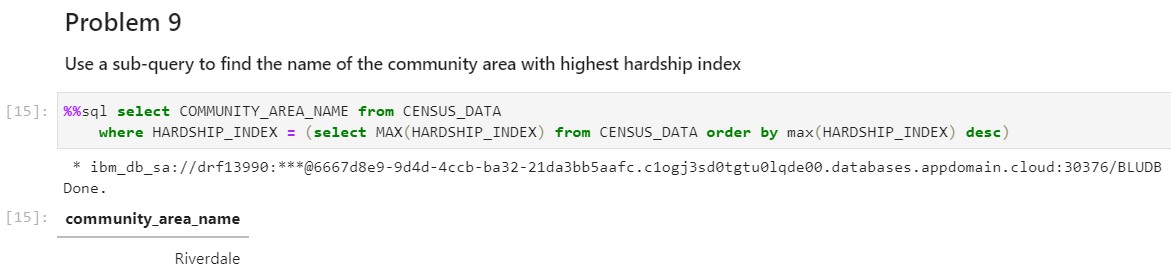 Problem 9
Use a sub-query to find the name of the community area with highest hardship index
[15]: %%sql select COMMUNITY_AREA_NAME from CENSUS_DATA
where HARDSHIP_INDEX = (select MAX(HARDSHIP_INDEX) from CENSUS_DATA order by max(HARDSHIP_INDEX) desc)
* ibm_db_sa://drf13990:***@6667d8e9-9d4d-4ccb-ba32-21da3bb5aafc.c1ogj3sd0tgtu0lqde00.databases.appdomain.cloud:30376/BLUDB
Done.
[15]: community_area_name
Riverdale